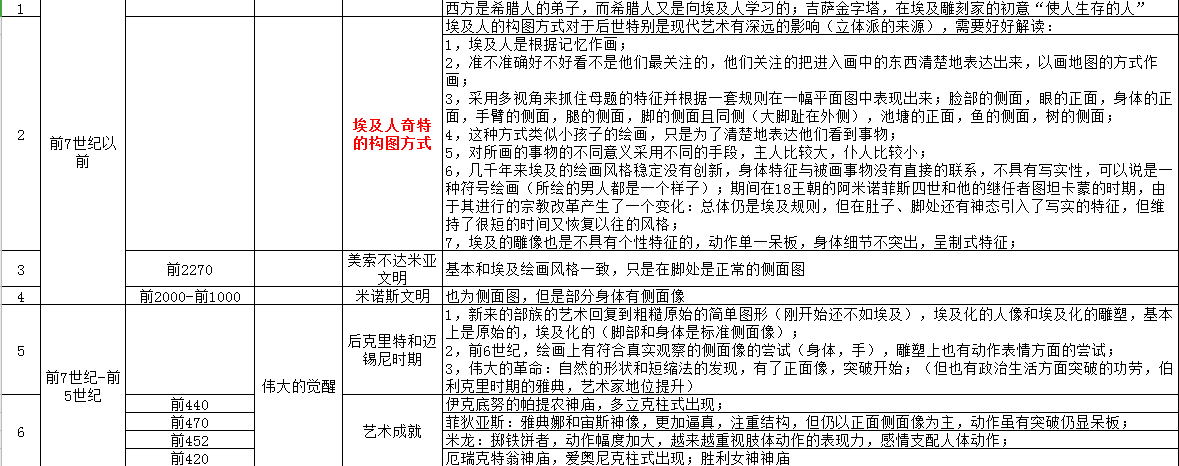 1
西方是希腊人的弟子，而希腊人又是向埃及人学习的；吉萨金字塔，在埃及雕刻家的初意“使人生存的人”
前7世纪以前
2
埃及人奇特的构图方式
埃及人的构图方式对于后世特别是现代艺术有深远的影响（立体派的来源），需要好好解读：
1，埃及人是根据记忆作画；
2，准不准确好不好看不是他们最关注的，他们关注的把进入画中的东西清楚地表达出来，以画地图的方式作
画；
3，采用多视角来抓住母题的特征并根据一套规则在一幅平面图中表现出来；脸部的侧面，眼的正面，身体的正
面，手臂的侧面，腿的侧面，脚的侧面且同侧（大脚趾在外侧），池塘的正面，鱼的侧面，树的侧面；
4，这种方式类似小孩子的绘画，只是为了清楚地表达他们看到事物；
5，对所画的事物的不同意义采用不同的手段，主人比较大，仆人比较小；
6，几千年来埃及的绘画风格稳定没有创新，身体特征与被画事物没有直接的联系，不具有写实性，可以说是一
种符号绘画（所绘的男人都是一个样子）；期间在18王朝的阿米诺菲斯四世和他的继任者图坦卡蒙的时期，由
于其进行的宗教改革产生了一个变化：总体仍是埃及规则，但在肚子、脚处还有神态引入了写实的特征，但维
持了很短的时间又恢复以往的风格；
7，埃及的雕像也是不具有个性特征的，动作单一呆板，身体细节不突出，呈制式特征；
3
前2270
美索不达米亚文明
基本和埃及绘画风格一致，只是在脚处是正常的侧面图
4
前2000-前1000
米诺斯文明
也为侧面图，但是部分身体有侧面像
前7世纪-前5世纪
伟大的觉醒
5
后克里特和迈锡尼时期
1，新来的部族的艺术回复到粗糙原始的简单图形（刚开始还不如埃及），埃及化的人像和埃及化的雕塑，基本
上是原始的，埃及化的（脚部和身体是标准侧面像）；
2，前6世纪，绘画上有符合真实观察的侧面像的尝试（身体，手），雕塑上也有动作表情方面的尝试；
3，伟大的革命：自然的形状和短缩法的发现，有了正面像，突破开始；（但也有政治生活方面突破的功劳，伯
利克里时期的雅典，艺术家地位提升）
6
艺术成就
前440
伊克底努的帕提农神庙，多立克柱式出现；
前470
菲狄亚斯：雅典娜和宙斯神像，更加逼真，注重结构，但仍以正面侧面像为主，动作虽有突破仍显呆板；
前452
米龙：掷铁饼者，动作幅度加大，越来越重视肢体动作的表现力，感情支配人体动作；
前420
厄瑞克特翁神庙，爱奥尼克柱式出现；胜利女神神庙